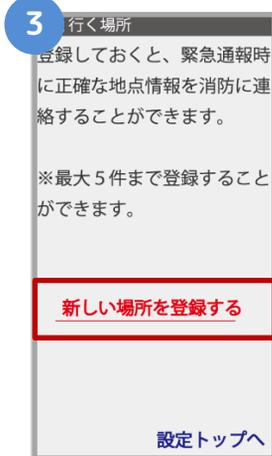 3
行く場所
登録しておくと、緊急通報時
に正確な地点情報を消防に連
絡することができます。
※最大5件まで登録すること
ができます。
新しい場所を登録する
設定トップへ